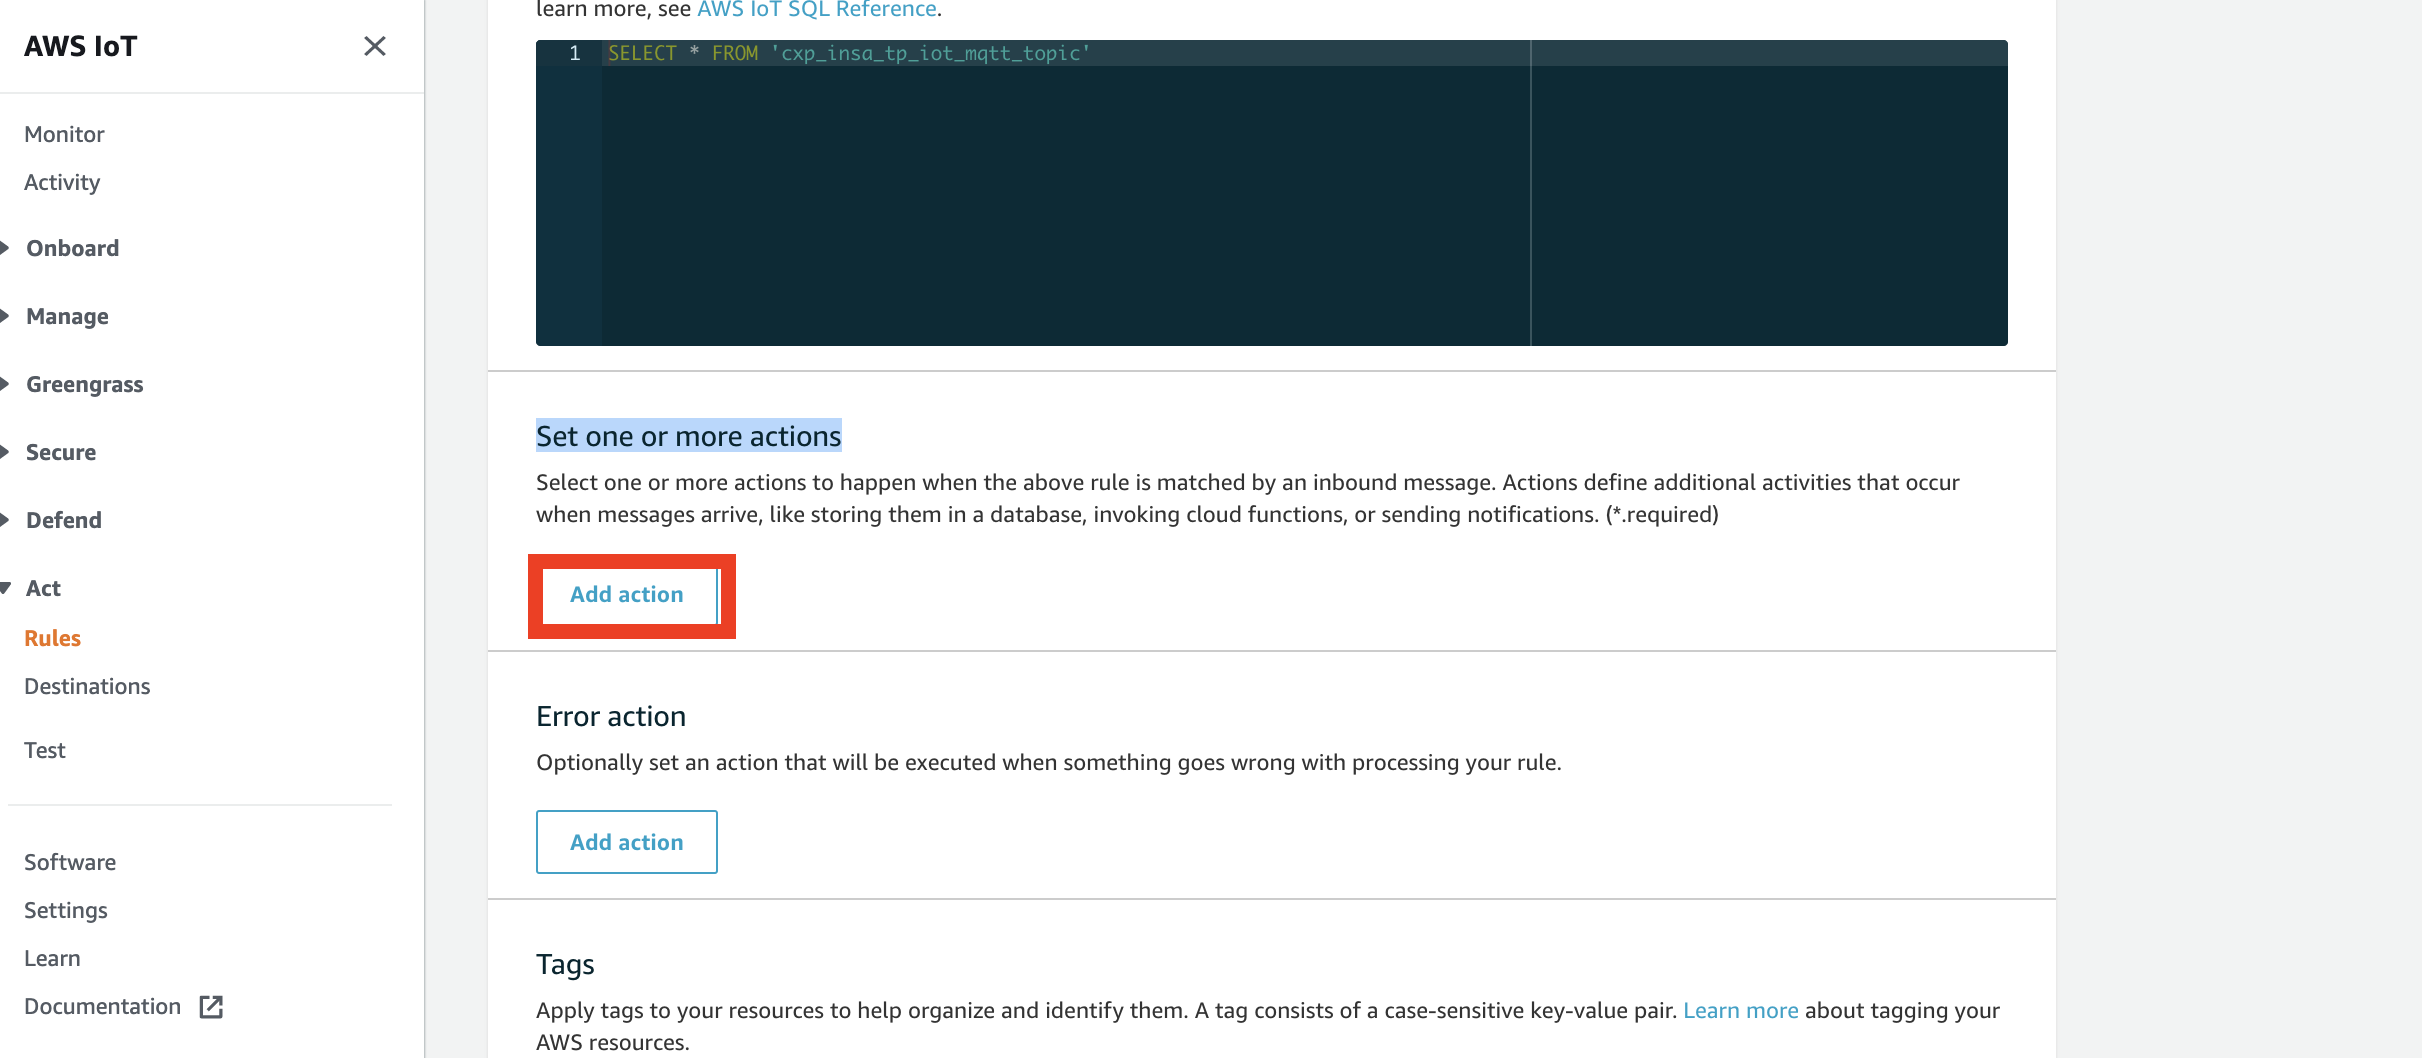 AWS IoT
Monitor
Activity
Onboard
Manage
Greengrass
Secure
Defend
Act
Rules
Destinations
Test
Software
Settings
Learn
Documentation
learn more, see AWS IoT SQL Reference.
1 SELECT * FROM 'cxp_insa_tp_iot_mqtt_topic'
Set one or more actions
Select one or more actions to happen when the above rule is matched by an inbound message. Actions define additional activities that occur
when messages arrive, like storing them in a database, invoking cloud functions, or sending notifications. (*.required)
Add action
Error action
Optionally set an action that will be executed when something goes wrong with processing your rule.
Add action
Tags
Apply tags to your resources to help organize and identify them. A tag consists of a case-sensitive key-value pair. Learn more about tagging your
AWS resources.